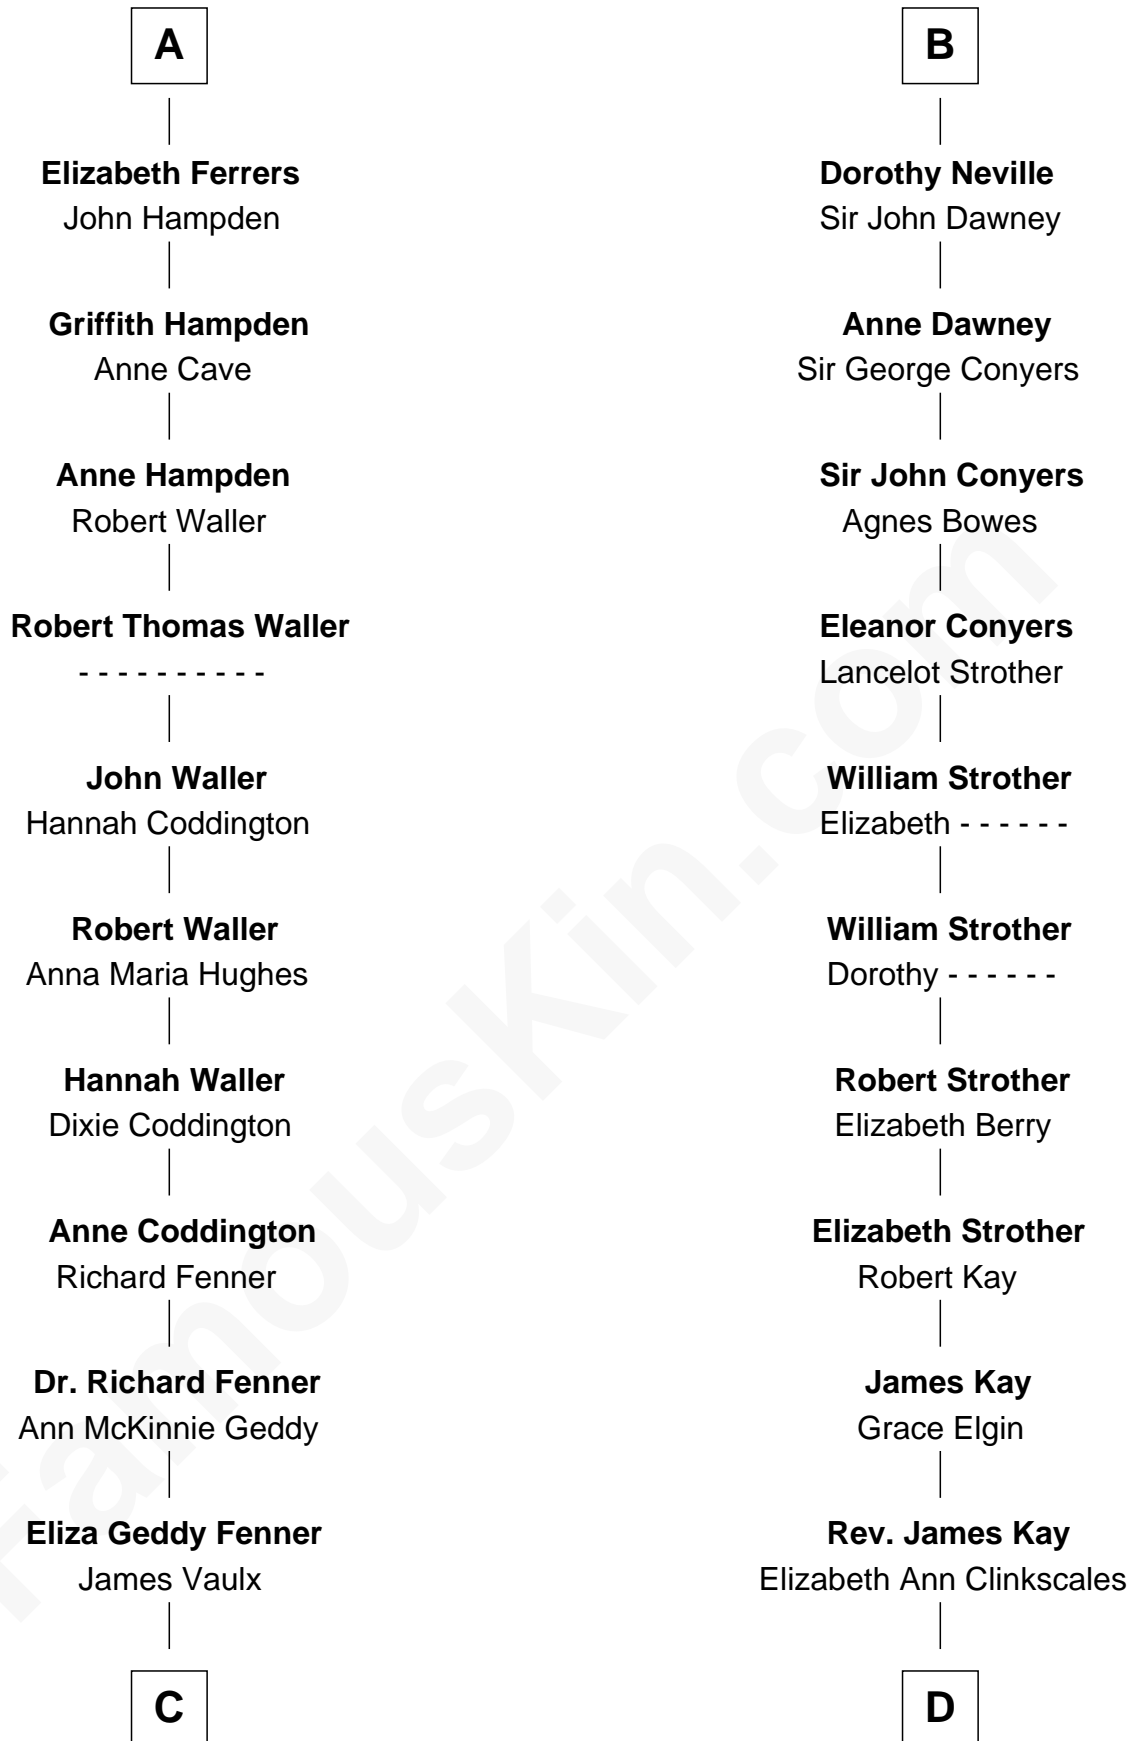 A
Elizabeth Ferrers
John Hampden
Griffith Hampden
Anne Cave
Anne Hampden
Robert Waller
Robert Thomas Waller
- - - - - - - - - -
John Waller
Hannah Coddington
Robert Waller
Anna Maria Hughes
Hannah Waller
Dixie Coddington
Anne Coddington
Richard Fenner
Dr. Richard Fenner
Ann McKinnie Geddy
Eliza Geddy Fenner
James Vaulx
C
B
Dorothy Neville
Sir John Dawney
Anne Dawney
Sir George Conyers
Sir John Conyers
Agnes Bowes
Eleanor Conyers
Lancelot Strother
William Strother
Elizabeth - - - - - -
William Strother
Dorothy - - - - - -
Robert Strother
Elizabeth Berry
Elizabeth Strother
Robert Kay
James Kay
Grace Elgin
Rev. James Kay
Elizabeth Ann Clinkscales
D
FamousKin.com